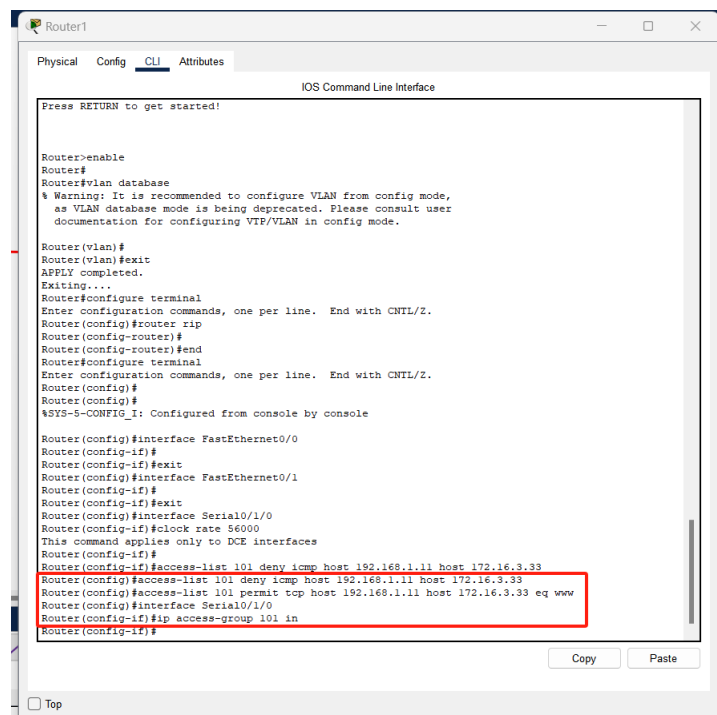 Router1
Physical Config CLI Attributes
IOS Command Line Interface
Press RETURN to get started!
Router>enable
Router#
Router#vlan database
% Warning: It is recommended to configure VLAN from config mode,
as VLAN database mode is being deprecated. Please consult user
documentation for configuring VTP/VLAN in config mode.
Router(vlan)#
Router(vlan)#exit
APPLY completed.
Exiting....
Router#configure terminal
Enter configuration commands, one per line. End with CNTL/Z.
Router(config)#router rip
Router(config-router)#
Router(config-router)#end
Router#configure terminal
Enter configuration commands, one per line. End with CNTL/Z.
Router(config)#
Router(config)#
%SYS-5-CONFIG_I: Configured from console by console
Router(config)#interface FastEthernet0/0
Router(config-if)#
Router(config-if)#exit
Router(config)#interface FastEthernet0/1
Router(config-if)#
Router(config-if)#exit
Router(config)#interface Serial0/1/0
Router(config-if)#clock rate 56000
This command applies only to DCE interfaces
Router(config-if)#
Router(config-if)#access-list 101 deny icmp host 192.168.1.11 host 172.16.3.33
Router(config)#access-list 101 deny icmp host 192.168.1.11 host 172.16.3.33
Router(config)#access-list 101 permit tcp host 192.168.1.11 host 172.16.3.33 eq www
Router(config)#interface Serial0/1/0
Router(config-if)#ip access-group 101 in
Router(config-if)#
Copy Paste
Top